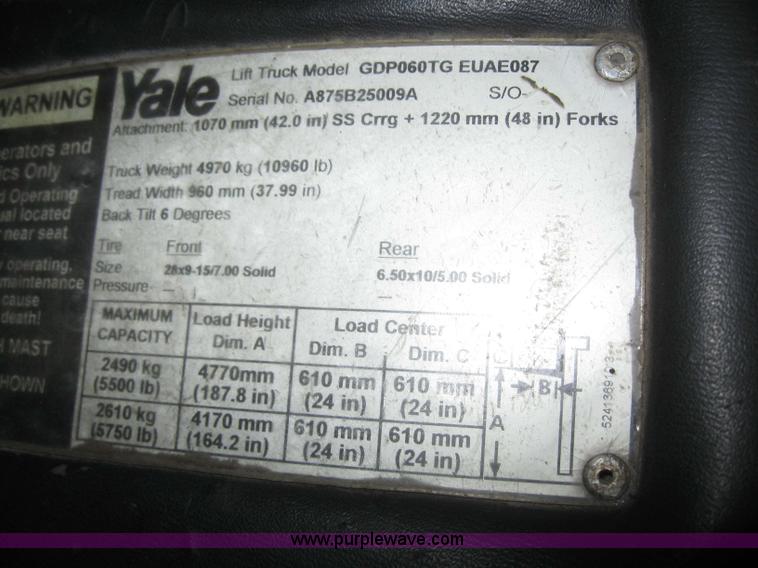 WARNING
erators and
ics Only
d Operating
ual located
near seat
operating,
maintenance
cause
death!
MAST
SHOWN
Yale
Lift Truck Model GDP060TG EUAE087
Serial No. A875B25009A S/O
Attachment: 1070 mm (42.0 in) SS Crrg + 1220 mm (48 in) Forks
Truck Weight 4970 kg (10960 lb)
Tread Width 960 mm (37.99 in)
Back Tilt 6 Degrees
Tire Front Rear
Size 28x9-15/7.00 Solid 6.50x10/5.00 Solid
Pressure – –
MAXIMUM CAPACITY Load Height Dim. A Load Center Dim. B Dim. C
2490 kg (5500 lb) 4770mm (187.8 in) 610 mm (24 in) 610 mm (24 in)
2610 kg (5750 lb) 4170 mm (164.2 in) 610 mm (24 in) 610 mm (24 in)
C
B
A
www.purplewave.com